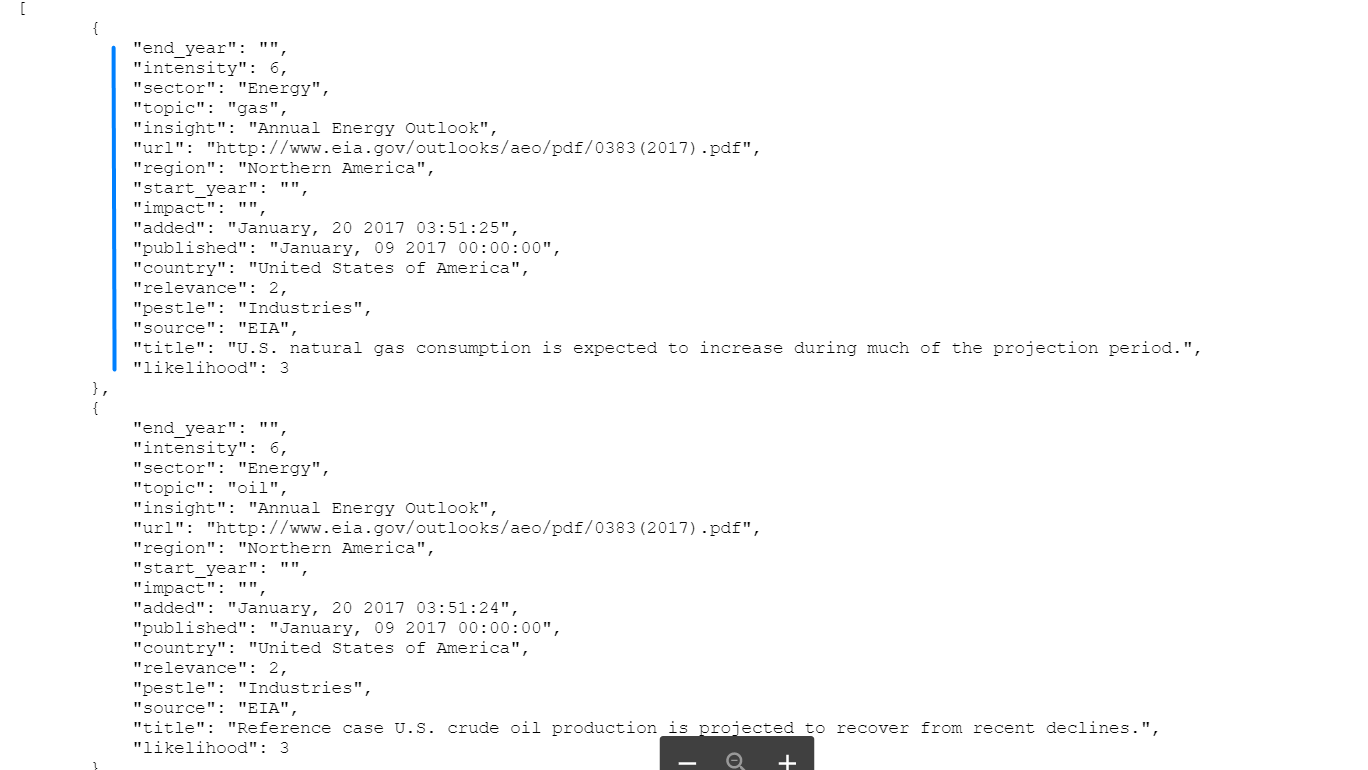 [
{
"end_year": "",
"intensity": 6,
"sector": "Energy",
"topic": "gas",
"insight": "Annual Energy Outlook",
"url": "http://www.eia.gov/outlooks/aeo/pdf/0383(2017).pdf",
"region": "Northern America",
"start_year": "",
"impact": "",
"added": "January, 20 2017 03:51:25",
"published": "January, 09 2017 00:00:00",
"country": "United States of America",
"relevance": 2,
"pestle": "Industries",
"source": "EIA",
"title": "U.S. natural gas consumption is expected to increase during much of the projection period.",
"likelihood": 3
},
{
"end_year": "",
"intensity": 6,
"sector": "Energy",
"topic": "oil",
"insight": "Annual Energy Outlook",
"url": "http://www.eia.gov/outlooks/aeo/pdf/0383(2017).pdf",
"region": "Northern America",
"start_year": "",
"impact": "",
"added": "January, 20 2017 03:51:24",
"published": "January, 09 2017 00:00:00",
"country": "United States of America",
"relevance": 2,
"pestle": "Industries",
"source": "EIA",
"title": "Reference case U.S. crude oil production is projected to recover from recent declines.",
"likelihood": 3
}